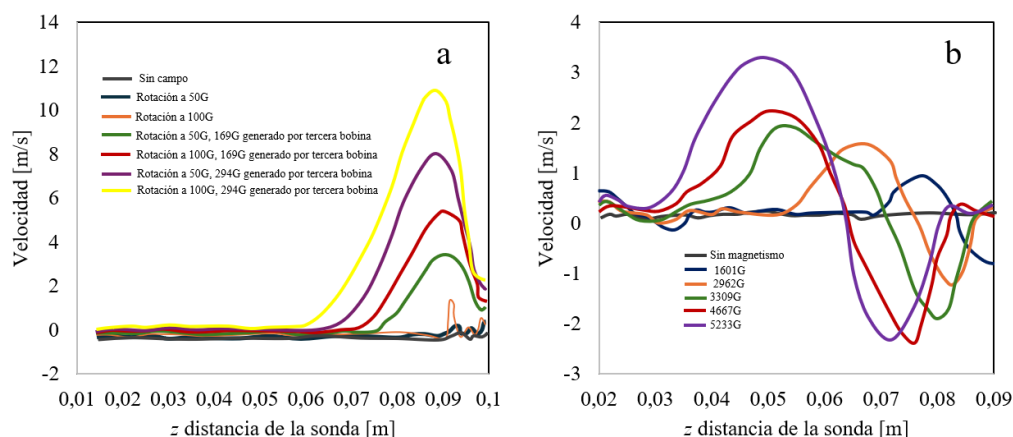 a
Velocidad [m/s]
14
12
10
8
6
4
2
0
-2
Sin campo
Rotación a 50G
Rotación a 100G
Rotación a 50G, 169G generado por tercera bobina
Rotación a 100G, 169G generado por tercera bobina
Rotación a 50G, 294G generado por tercera bobina
Rotación a 100G, 294G generado por tercera bobina
0,01 0,02 0,03 0,04 0,05 0,06 0,07 0,08 0,09 0,1
z distancia de la sonda [m]
b
Velocidad [m/s]
4
3
2
1
0
-1
-2
-3
Sin magnetismo
1601G
2962G
3309G
4667G
5233G
0,02 0,03 0,04 0,05 0,06 0,07 0,08 0,09
z distancia de la sonda [m]